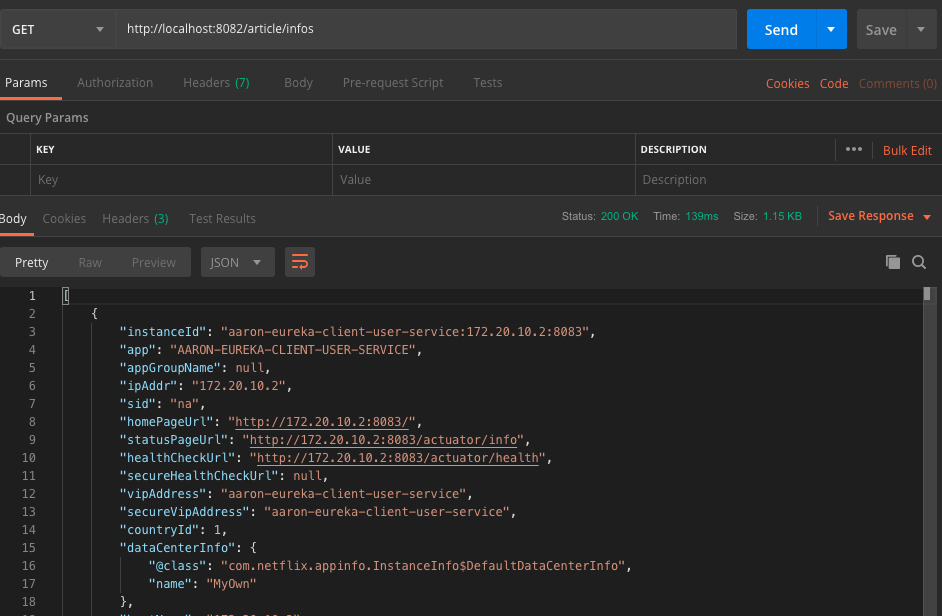 GET http://localhost:8082/article/infos Send Save
Params Authorization Headers (7) Body Pre-request Script Tests Cookies Code Comments (0)
Query Params
KEY VALUE DESCRIPTION ••• Bulk Edit
Key Value Description
Body Cookies Headers (3) Test Results Status: 200 OK Time: 139ms Size: 1.15 KB Save Response
Pretty Raw Preview JSON
1 [
2 {
3 "instanceId": "aaron-eureka-client-user-service:172.20.10.2:8083",
4 "app": "AARON-EUREKA-CLIENT-USER-SERVICE",
5 "appGroupName": null,
6 "ipAddr": "172.20.10.2",
7 "sid": "na",
8 "homePageUrl": "http://172.20.10.2:8083/",
9 "statusPageUrl": "http://172.20.10.2:8083/actuator/info",
10 "healthCheckUrl": "http://172.20.10.2:8083/actuator/health",
11 "secureHealthCheckUrl": null,
12 "vipAddress": "aaron-eureka-client-user-service",
13 "secureVipAddress": "aaron-eureka-client-user-service",
14 "countryId": 1,
15 "dataCenterInfo": {
16 "@class": "com.netflix.appinfo.InstanceInfo$DefaultDataCenterInfo",
17 "name": "MyOwn"
18 },